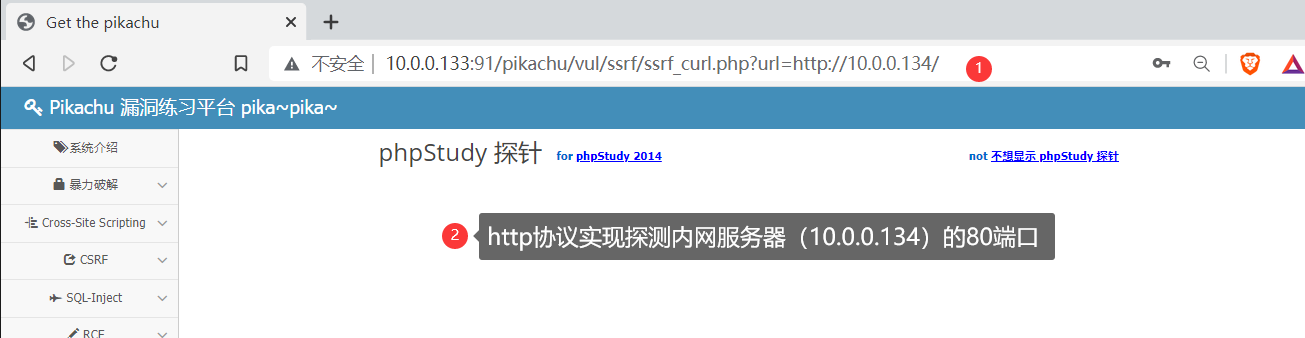 Get the pikachu
不安全 10.0.0.133:91/pikachu/vul/ssrf/ssrf_curl.php?url=http://10.0.0.134/ 1
Pikachu 漏洞练习平台 pika~pika~
系统介绍
phpStudy 探针 for phpStudy 2014 not 不想显示 phpStudy 探针
暴力破解
Cross-Site Scripting
2 http协议实现探测内网服务器（10.0.0.134）的80端口
CSRF
SQL-Inject
RCE